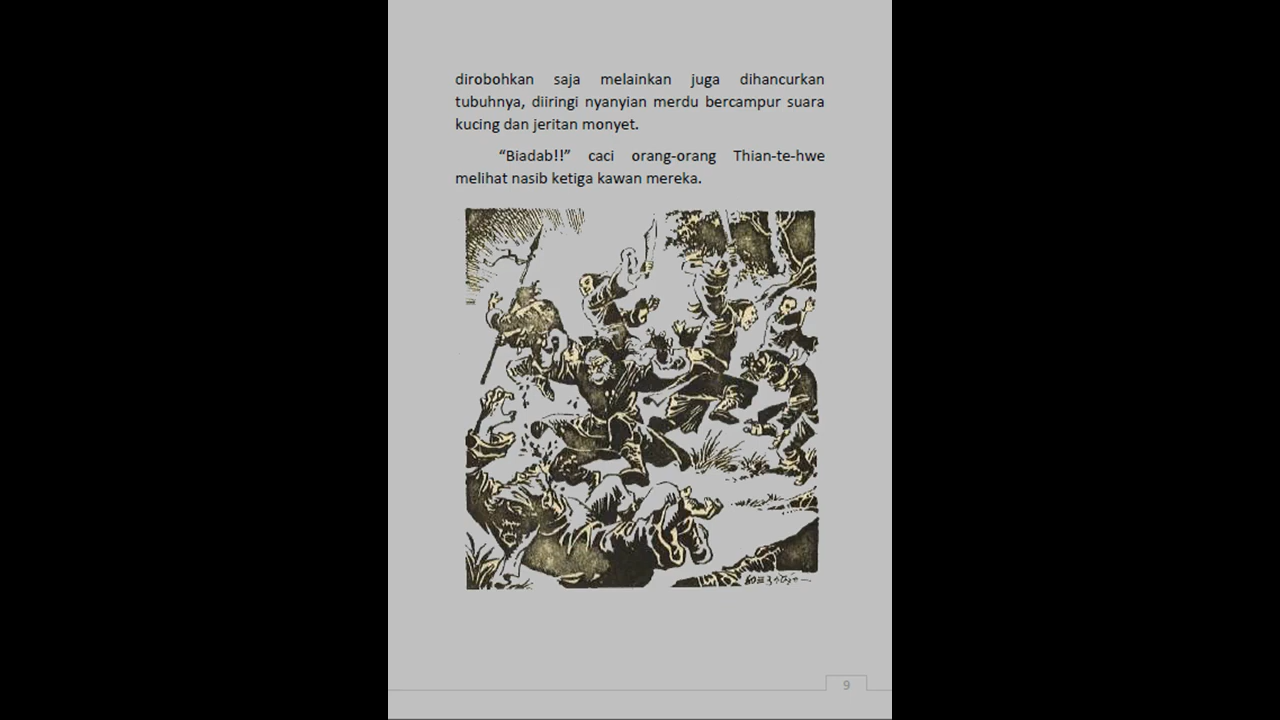 dirobohkan saja melainkan juga dihancurkan
tubuhnya, diiringi nyanyian merdu bercampur suara
kucing dan jeritan monyet.
“Biadab!!” caci orang-orang Thian-te-hwe
melihat nasib ketiga kawan mereka.
9